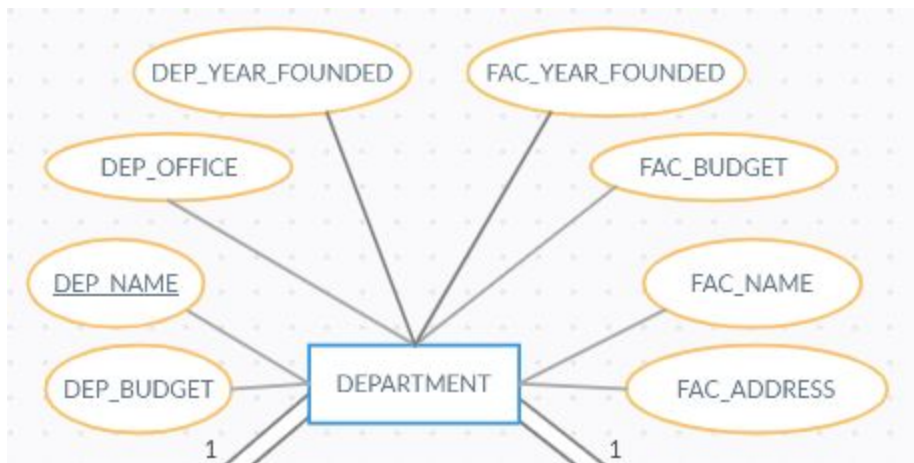 DEP_YEAR_FOUNDED
FAC_YEAR_FOUNDED
DEP_OFFICE
FAC_BUDGET
DEP_NAME
FAC_NAME
DEP_BUDGET
DEPARTMENT
FAC_ADDRESS
1
1